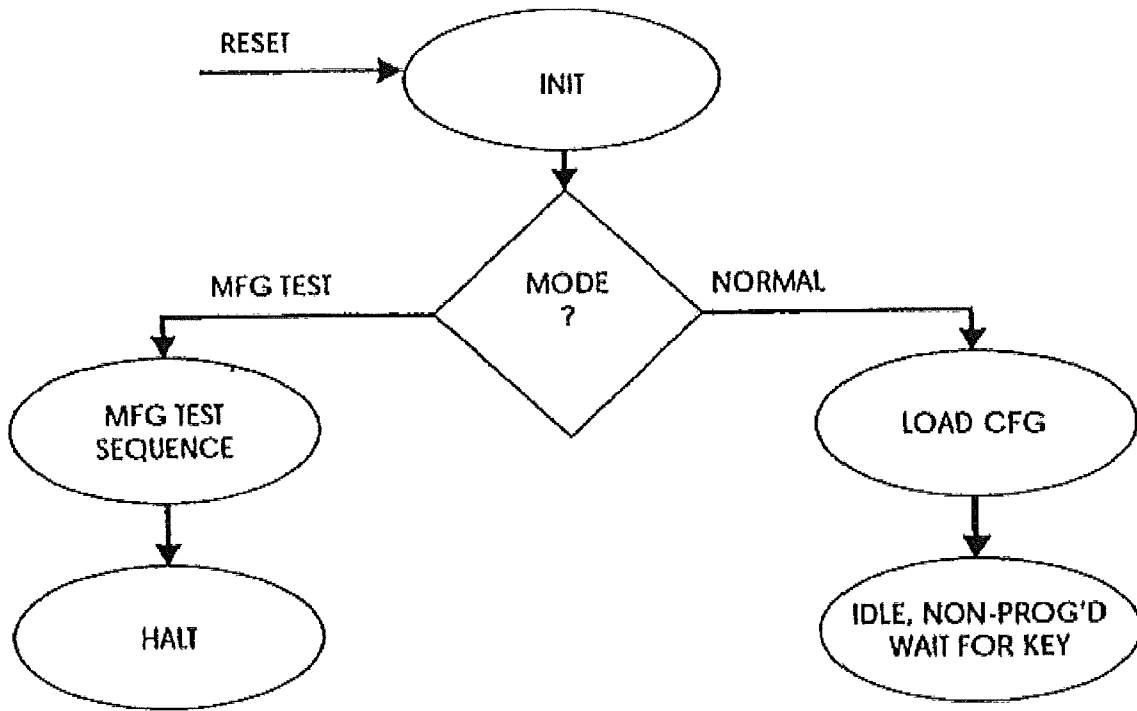 RESET
INIT
MODE
?
MFG TEST
NORMAL
MFG TEST
SEQUENCE
LOAD CFG
HALT
IDLE, NON-PROG'D
WAIT FOR KEY